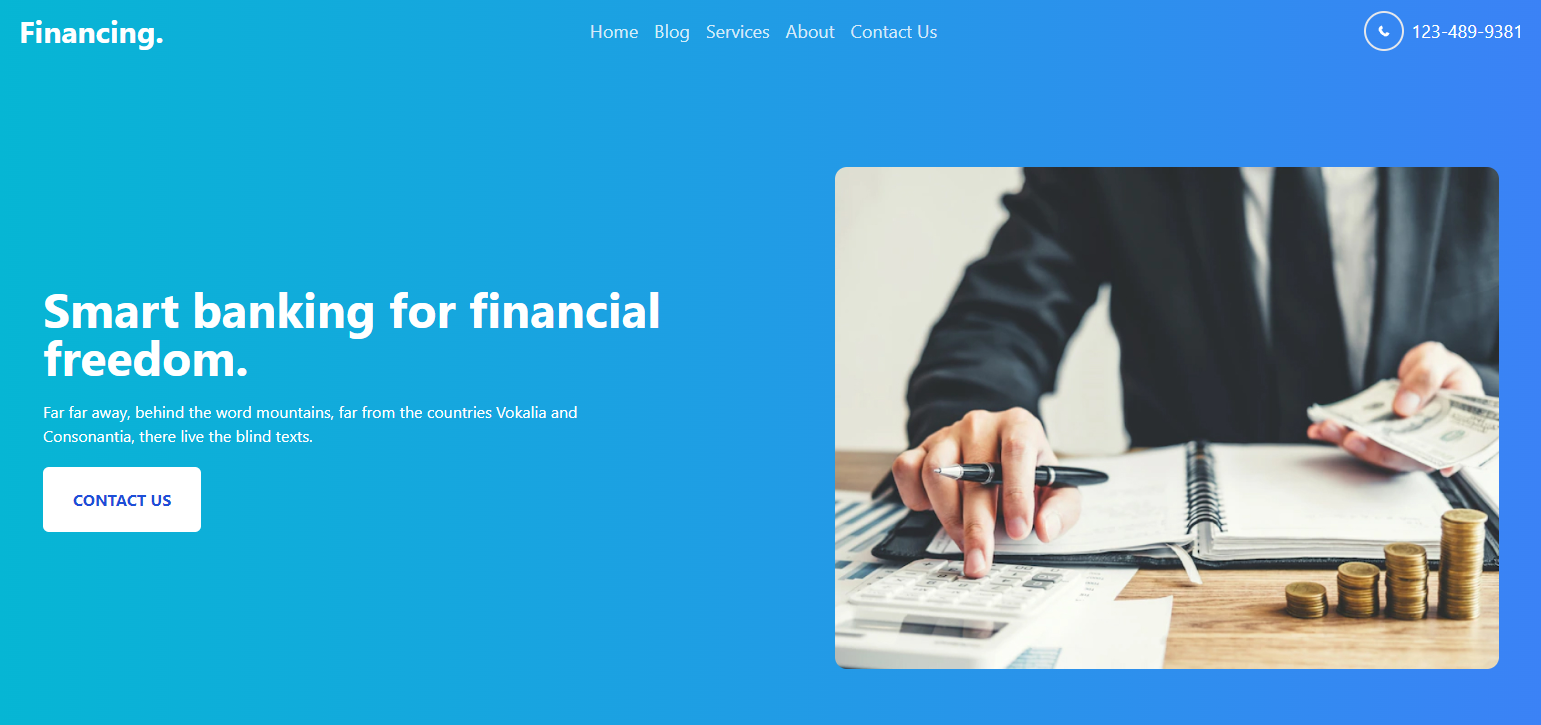 Financing.
Home Blog Services About Contact Us
123-489-9381
Smart banking for financial
freedom.
Far far away, behind the word mountains, far from the countries Vokalia and
Consonantia, there live the blind texts.
CONTACT US